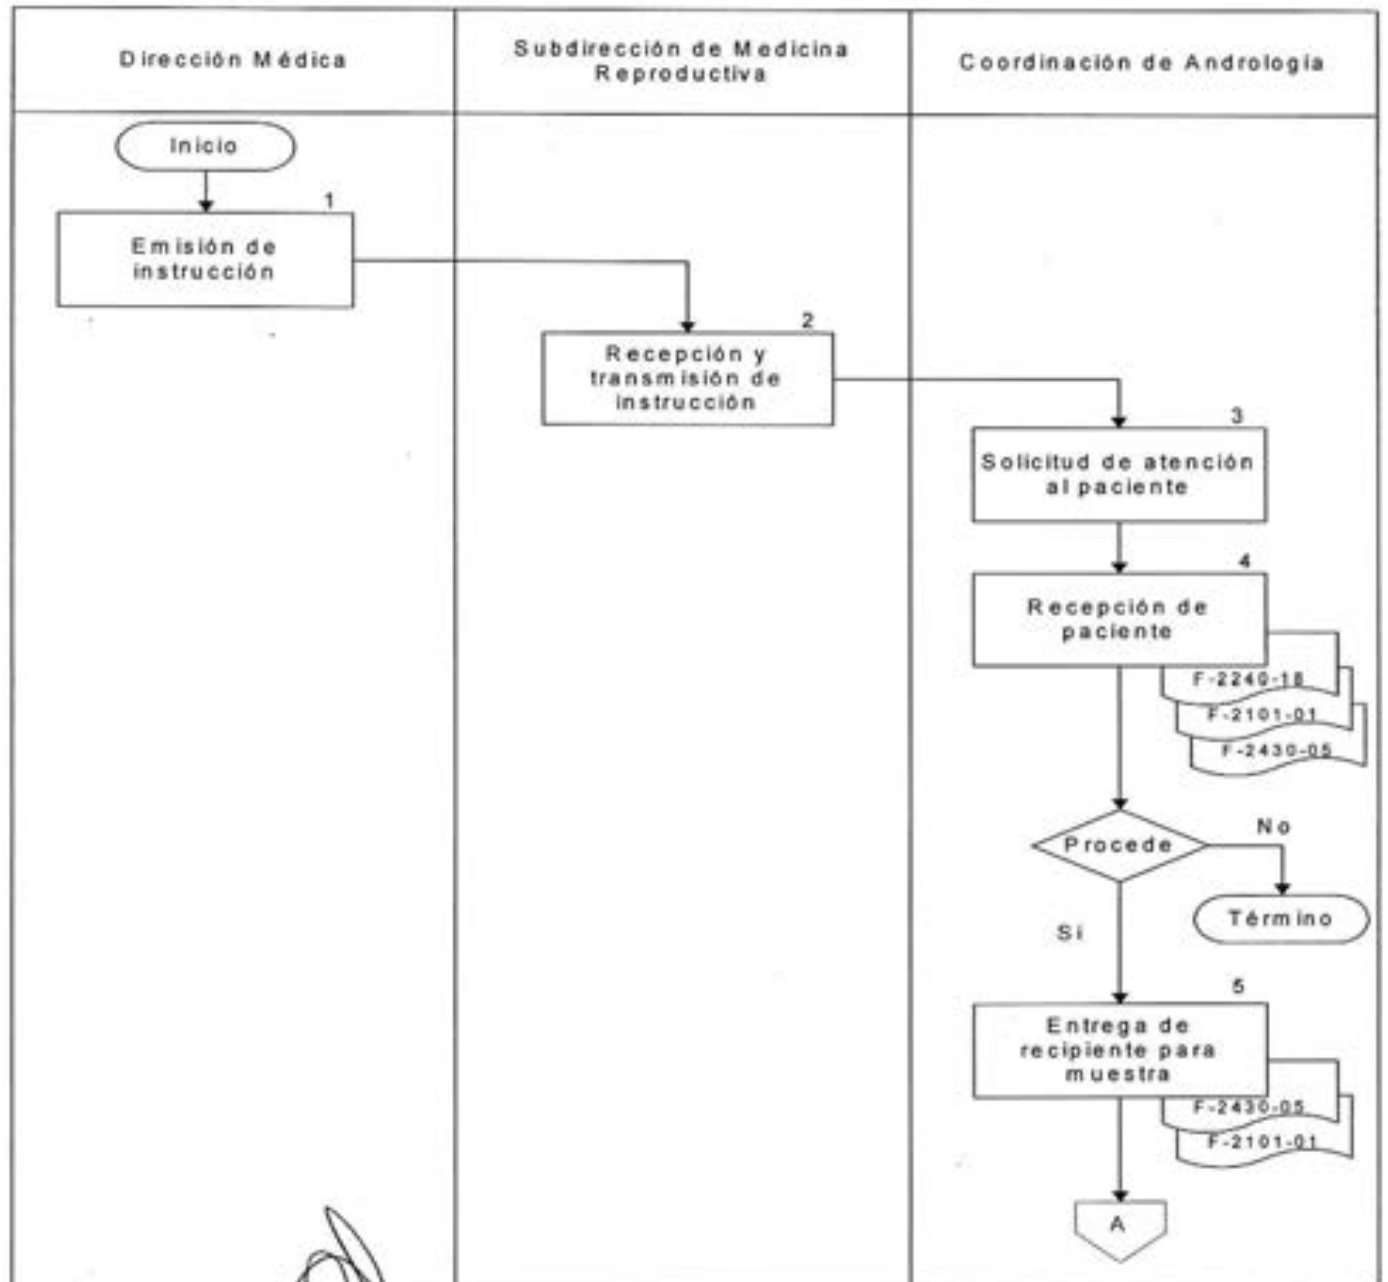 Dirección Médica
Subdirección de Medicina
Reproductiva
Coordinación de Andrología
Inicio
1
Emisión de
instrucción
2
Recepción y
transmisión de
instrucción
3
Solicitud de atención
al paciente
4
Recepción de
paciente
F-2240-18
F-2101-01
F-2430-05
Procede
No
Término
Sí
5
Entrega de
recipiente para
muestra
F-2430-05
F-2101-01
A